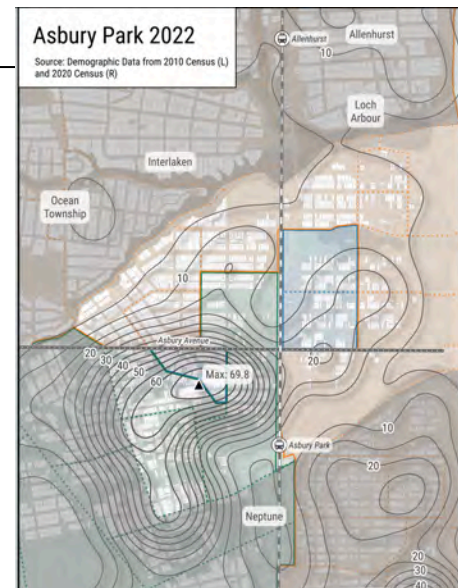 Asbury Park 2022
Source: Demographic Data from 2010 Census (L)
and 2020 Census (R)
Allenhurst
Allenhurst
10
Loch
Arbour
Interlaken
Ocean
Township
10
Asbury Avenue
20
30
40
50
60
20
Max: 69.8
10
Asbury Park
20
Neptune
20
30
40